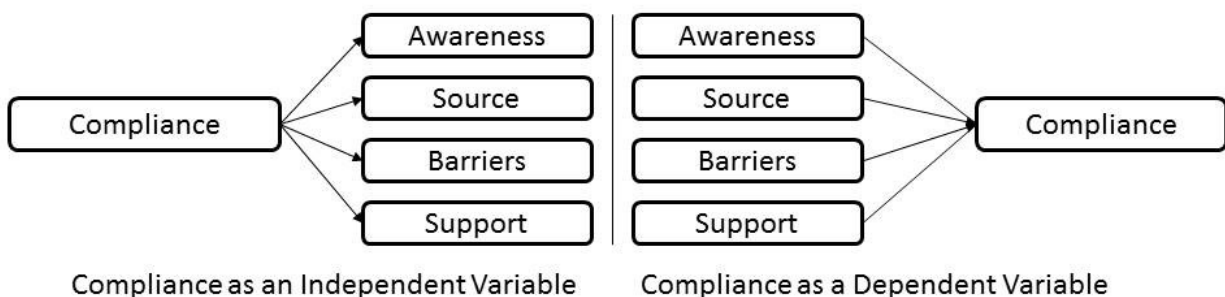 Awareness
Source
Compliance
Barriers
Support
Compliance as an Independent Variable
Awareness
Source
Barriers
Support
Compliance
Compliance as a Dependent Variable